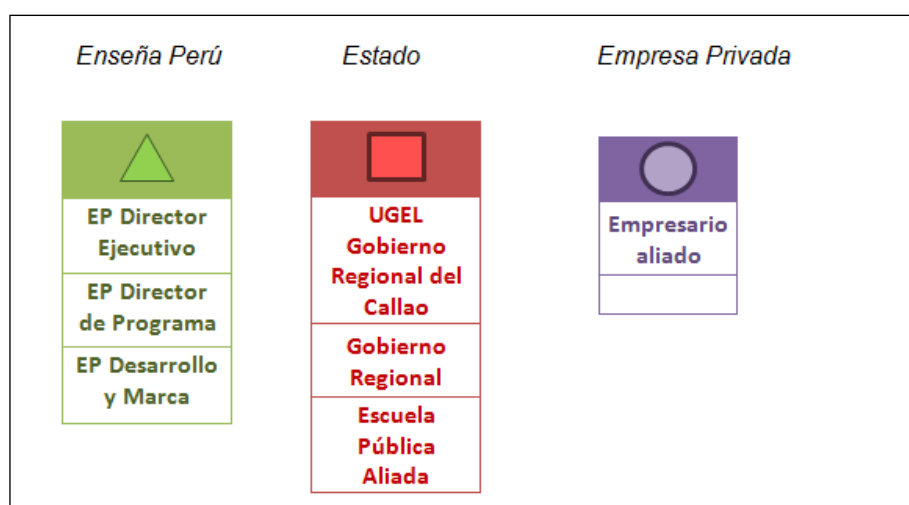 Enseña Perú
Estado
Empresa Privada
EP Director
Ejecutivo
EP Director
de Programa
EP Desarrollo
y Marca
UGEL
Gobierno
Regional del
Callao
Gobierno
Regional
Escuela
Pública
Aliada
Empresario
aliado